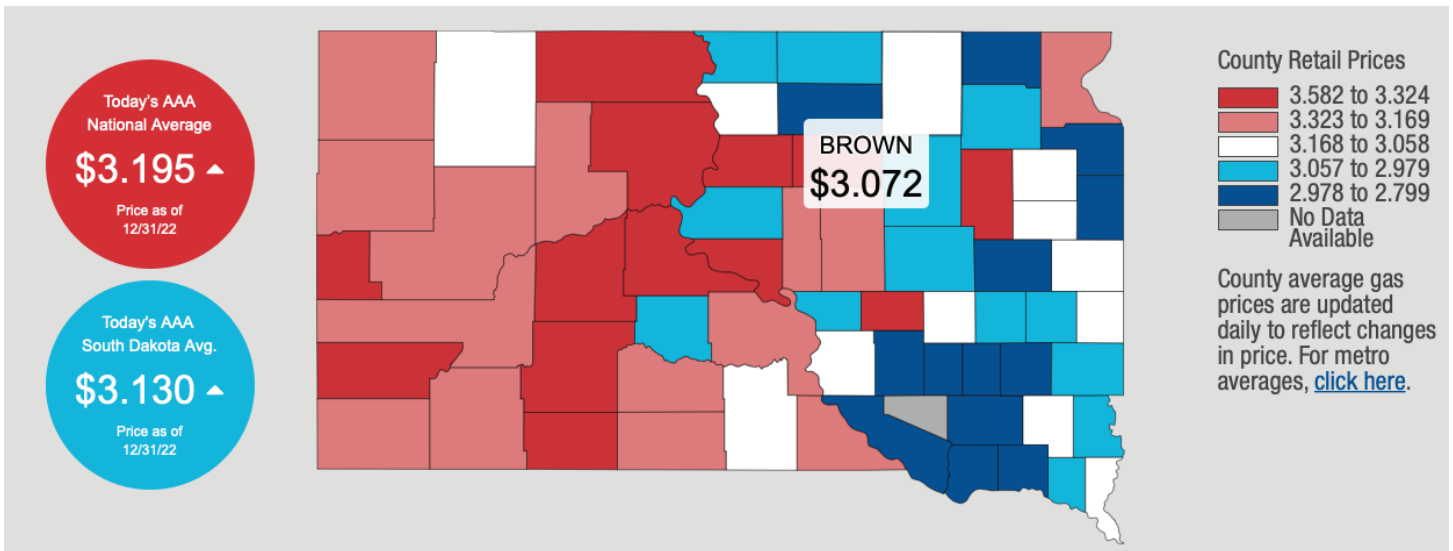 Today's AAA
National Average
$3.195
Price as of
12/31/22
Today's AAA
South Dakota Avg.
$3.130
Price as of
12/31/22
BROWN
$3.072
County Retail Prices
3.582 to 3.324
3.323 to 3.169
3.168 to 3.058
3.057 to 2.979
2.978 to 2.799
No Data
Available
County average gas
prices are updated
daily to reflect changes
in price. For metro
averages, click here.